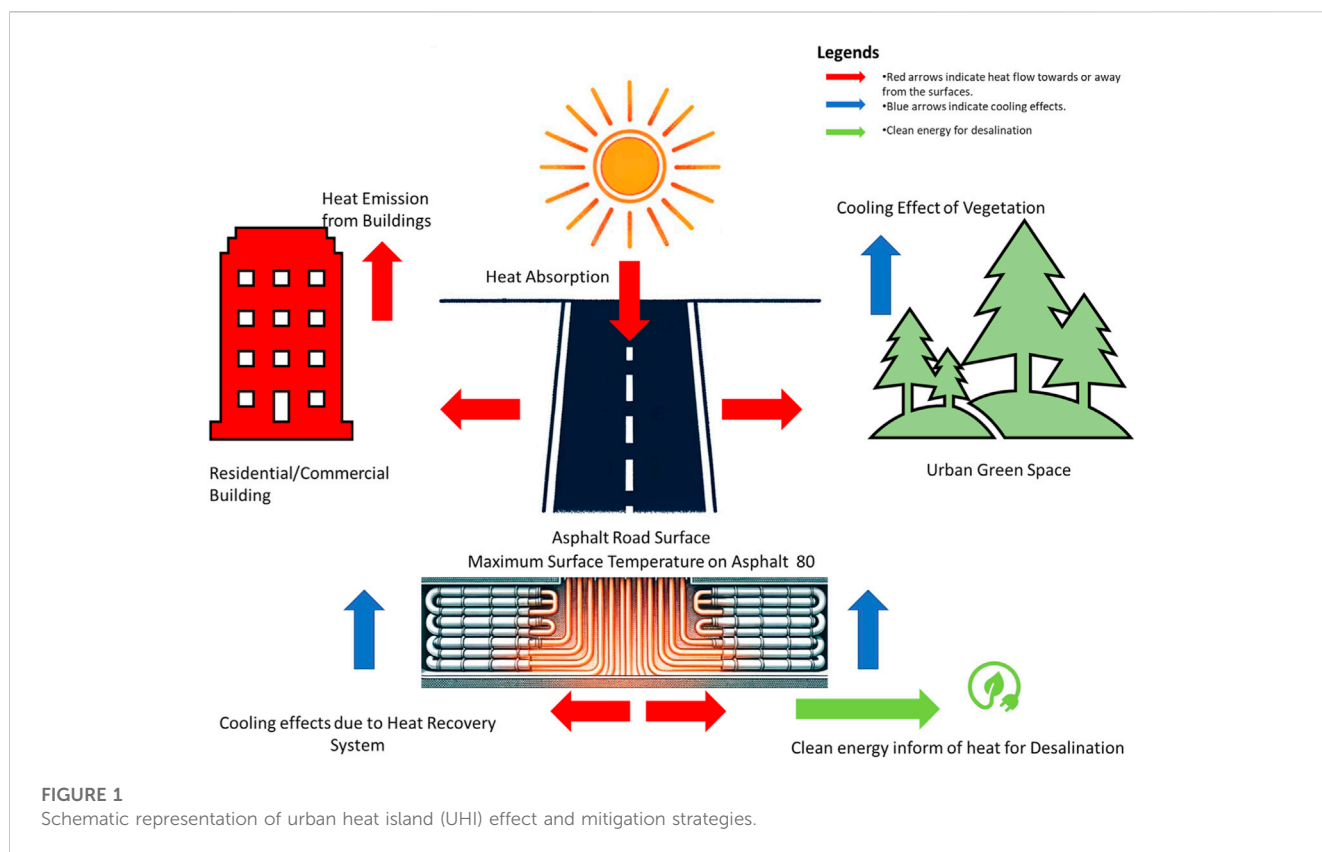 Legends
•Red arrows indicate heat flow towards or away
from the surfaces.
•Blue arrows indicate cooling effects.
•Clean energy for desalination
Heat Emission
from Buildings
Cooling Effect of Vegetation
Heat Absorption
Residential/Commercial
Building
Urban Green Space
Asphalt Road Surface
Maximum Surface Temperature on Asphalt 80
Cooling effects due to Heat Recovery
System
Clean energy inform of heat for Desalination
FIGURE 1
Schematic representation of urban heat island (UHI) effect and mitigation strategies.